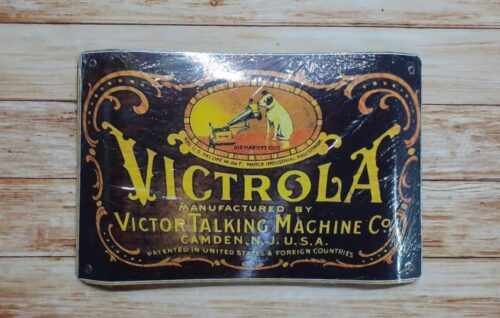 "HIS MASTER'S VOICE"
VICTROLA
MANUFACTURED BY
VICTOR TALKING MACHINE Co.
CAMDEN, N.J. U.S.A.
PATENTED IN UNITED STATES & FOREIGN COUNTRIES